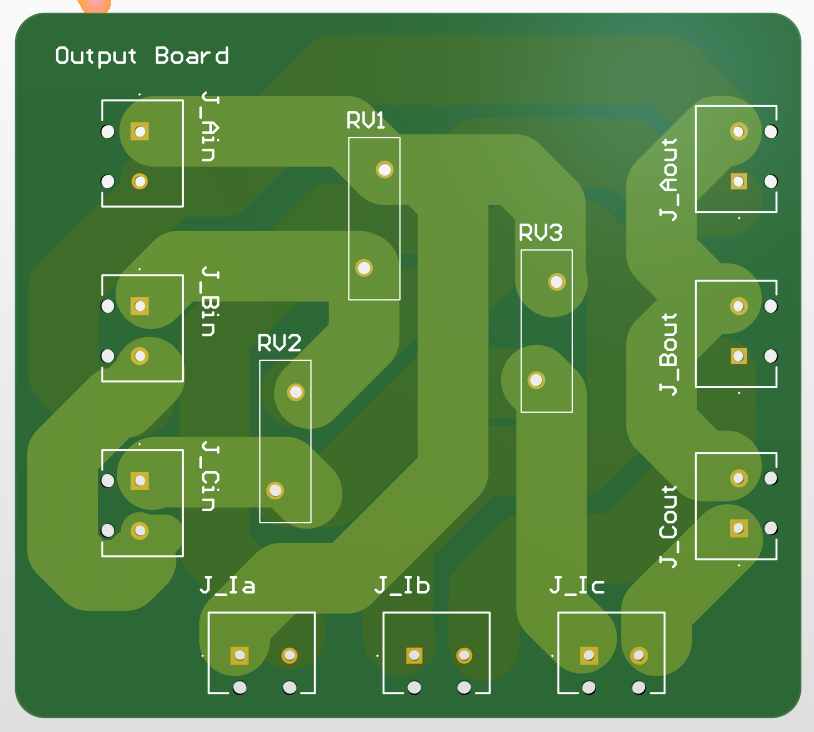 Output Board
J_Ain
RV1
J_Aout
RV3
J_Bin
J_Bout
RV2
J_Cin
J_Cout
J_Ia
J_Ib
J_Ic